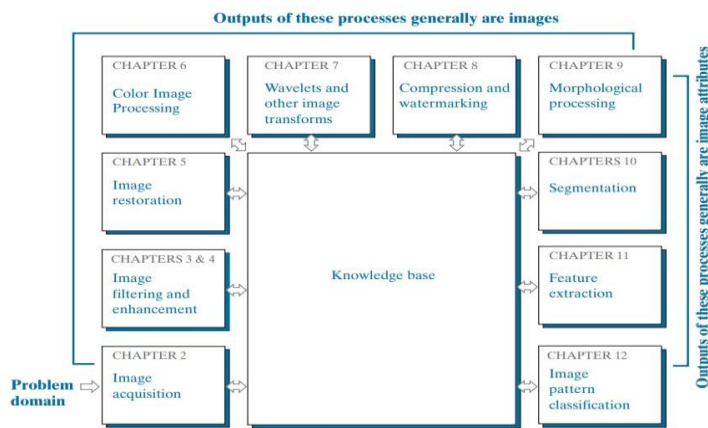 Outputs of these processes generally are images
CHAPTER 6
Color Image
Processing
CHAPTER 7
Wavelets and
other image
transforms
CHAPTER 8
Compression and
watermarking
CHAPTER 9
Morphological
processing
CHAPTER 5
Image
restoration
CHAPTERS 10
Segmentation
CHAPTERS 3 & 4
Image
filtering and
enhancement
Knowledge base
CHAPTER 11
Feature
extraction
Problem
domain
CHAPTER 2
Image
acquisition
CHAPTER 12
Image
pattern
classification
Outputs of these processes generally are image attributes